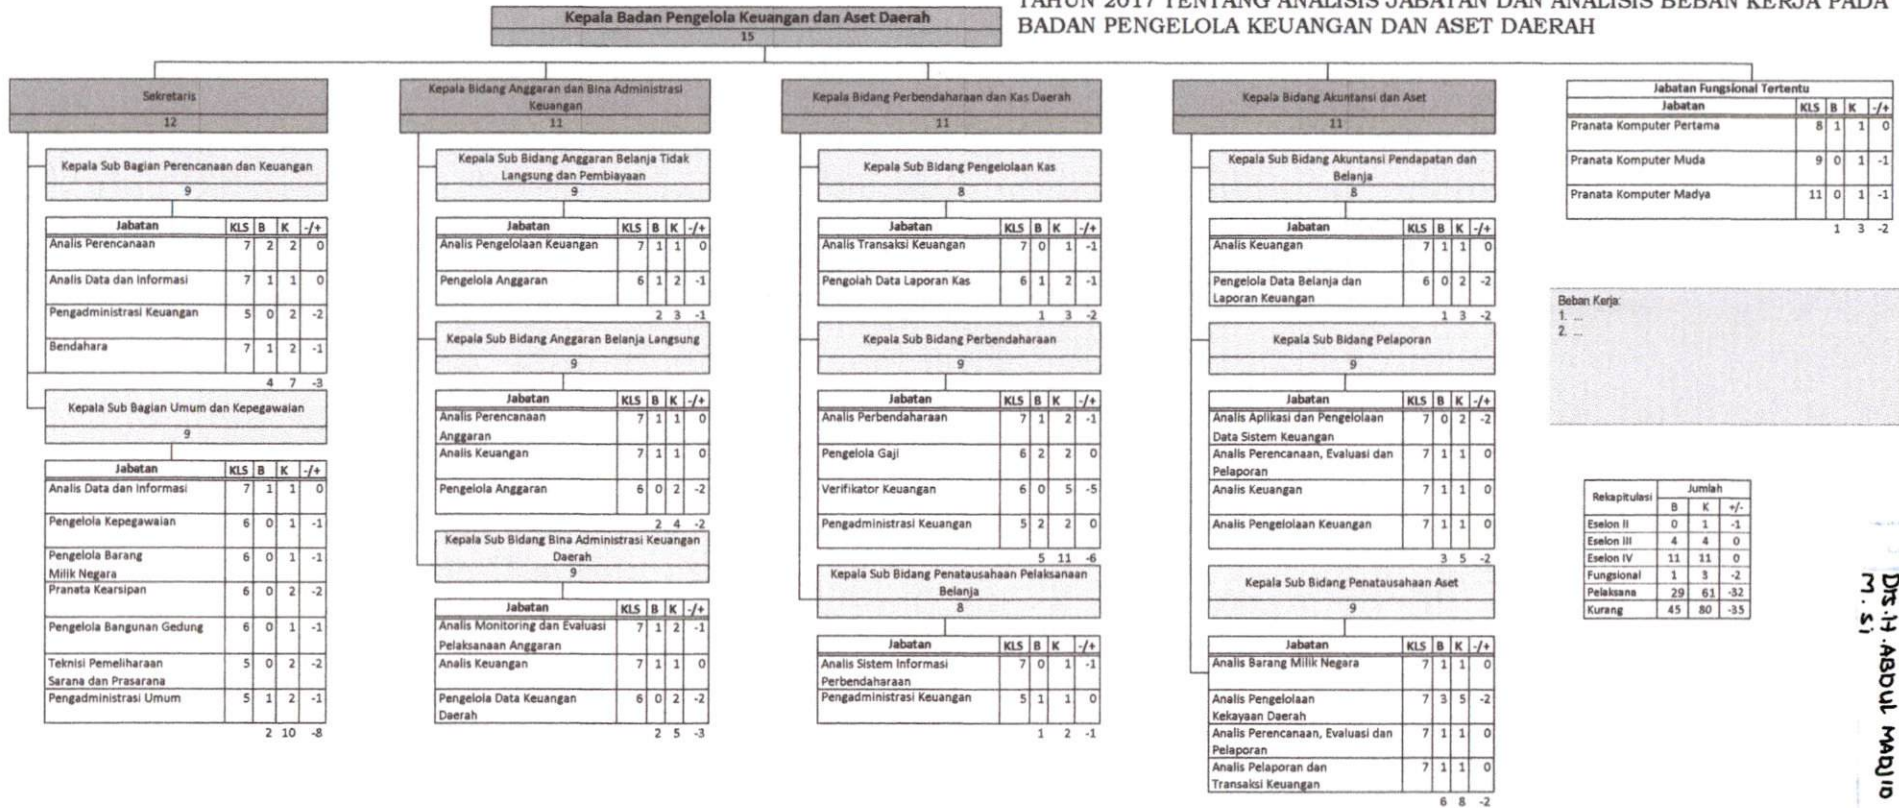 TAHUN 2017 TENTANG ANALISIS JABATAN DAN ANALISIS BEBAN KERJA PADA
BADAN PENGELOLA KEUANGAN DAN ASET DAERAH
Kepala Badan Pengelola Keuangan dan Aset Daerah
15
Sekretaris
12
Kepala Sub Bagian Perencanaan dan Keuangan
9
Jabatan KLS B K -/+
Analis Perencanaan 7 2 2 0
Analis Data dan Informasi 7 1 1 0
Pengadministrasi Keuangan 5 0 2 -2
Bendahara 7 1 2 -1
4 7 -3
Kepala Sub Bagian Umum dan Kepegawaian
9
Jabatan KLS B K -/+
Analis Data dan Informasi 7 1 1 0
Pengelola Kepegawaian 6 0 1 -1
Pengelola Barang 6 0 1 -1
Milik Negara
Pranata Kearsipan 6 0 2 -2
Pengelola Bangunan Gedung 6 0 1 -1
Teknisi Pemeliharaan 5 0 2 -2
Sarana dan Prasarana
Pengadministrasi Umum 5 1 2 -1
2 10 -8
Kepala Bidang Anggaran dan Bina Administrasi
Keuangan
11
Kepala Sub Bidang Anggaran Belanja Tidak
Langsung dan Pembiayaan
9
Jabatan KLS B K -/+
Analis Pengelolaan Keuangan 7 1 1 0
Pengelola Anggaran 6 1 2 -1
2 3 -1
Kepala Sub Bidang Anggaran Belanja Langsung
9
Jabatan KLS B K -/+
Analis Perencanaan 7 1 1 0
Anggaran
Analis Keuangan 7 1 1 0
Pengelola Anggaran 6 0 2 -2
2 4 -2
Kepala Sub Bidang Bina Administrasi Keuangan
Daerah
9
Jabatan KLS B K -/+
Analis Monitoring dan Evaluasi 7 1 2 -1
Pelaksanaan Anggaran
Analis Keuangan 7 1 1 0
Pengelola Data Keuangan 6 0 2 -2
Daerah
2 5 -3
Kepala Bidang Perbendaharaan dan Kas Daerah
11
Kepala Sub Bidang Pengelolaan Kas
8
Jabatan KLS B K -/+
Analis Transaksi Keuangan 7 0 1 -1
Pengolah Data Laporan Kas 6 1 2 -1
1 3 -2
Kepala Sub Bidang Perbendaharaan
9
Jabatan KLS B K -/+
Analis Perbendaharaan 7 1 2 -1
Pengelola Gaji 6 2 2 0
Verifikator Keuangan 6 0 5 -5
Pengadministrasi Keuangan 5 2 2 0
5 11 -6
Kepala Sub Bidang Penatausahaan Pelaksanaan
Belanja
8
Jabatan KLS B K -/+
Analis Sistem Informasi 7 0 1 -1
Perbendaharaan
Pengadministrasi Keuangan 5 1 1 0
1 2 -1
Kepala Bidang Akuntansi dan Aset
11
Kepala Sub Bidang Akuntansi Pendapatan dan
Belanja
8
Jabatan KLS B K -/+
Analis Keuangan 7 1 1 0
Pengelola Data Belanja dan 6 0 2 -2
Laporan Keuangan
1 3 -2
Kepala Sub Bidang Pelaporan
9
Jabatan KLS B K -/+
Analis Aplikasi dan Pengelolaan 7 0 2 -2
Data Sistem Keuangan
Analis Perencanaan, Evaluasi dan 7 1 1 0
Pelaporan
Analis Keuangan 7 1 1 0
Analis Pengelolaan Keuangan 7 1 1 0
3 5 -2
Kepala Sub Bidang Penatausahaan Aset
9
Jabatan KLS B K -/+
Analis Barang Milik Negara 7 1 1 0
Analis Pengelolaan 7 3 5 -2
Kekayaan Daerah
Analis Perencanaan, Evaluasi dan 7 1 1 0
Pelaporan
Analis Pelaporan dan 7 1 1 0
Transaksi Keuangan
6 8 -2
Jabatan Fungsional Tertentu
Jabatan KLS B K -/+
Pranata Komputer Pertama 8 1 1 0
Pranata Komputer Muda 9 0 1 -1
Pranata Komputer Madya 11 0 1 -1
1 3 -2
Beban Kerja:
1. ...
2. ...
Rekapitulasi Jumlah
B K +/-
Eselon II 0 1 -1
Eselon III 4 4 0
Eselon IV 11 11 0
Fungsional 1 3 -2
Pelaksana 29 61 -32
Kurang 45 80 -35
Drs.H.ABDUL MADJID
M.Si